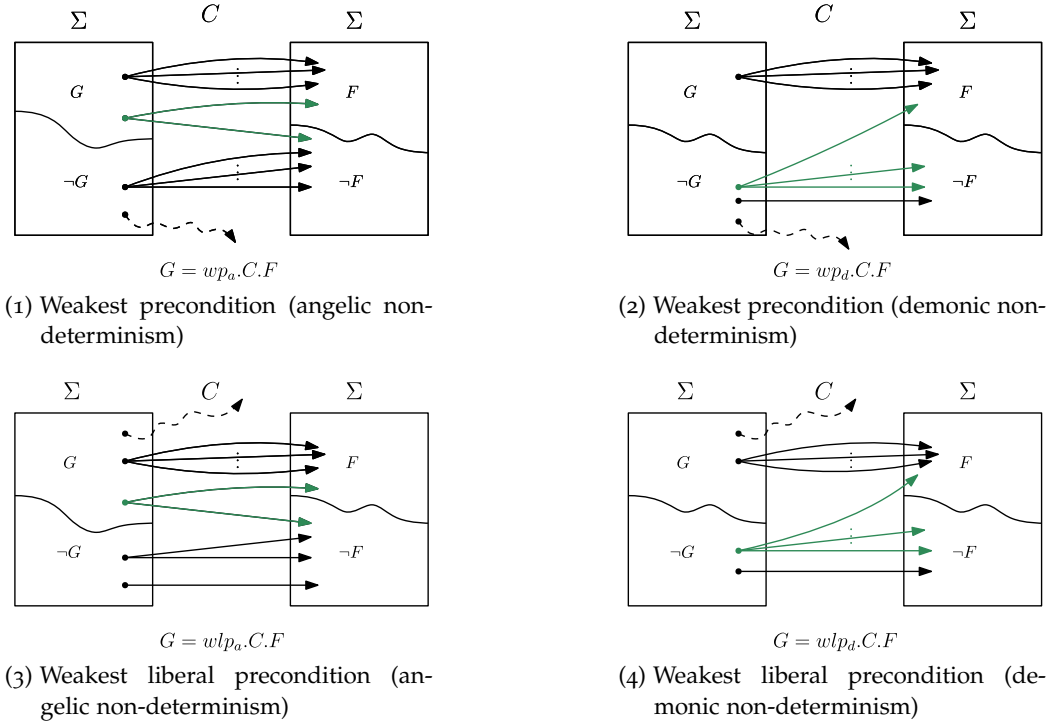 Σ C Σ
G F
¬G ¬F
G = wp_a.C.F
(1) Weakest precondition (angelic non-
determinism)
Σ C Σ
G F
¬G ¬F
G = wp_d.C.F
(2) Weakest precondition (demonic non-
determinism)
Σ C Σ
G F
¬G ¬F
G = wlp_a.C.F
(3) Weakest liberal precondition (an-
gelic non-determinism)
Σ C Σ
G F
¬G ¬F
G = wlp_d.C.F
(4) Weakest liberal precondition (de-
monic non-determinism)